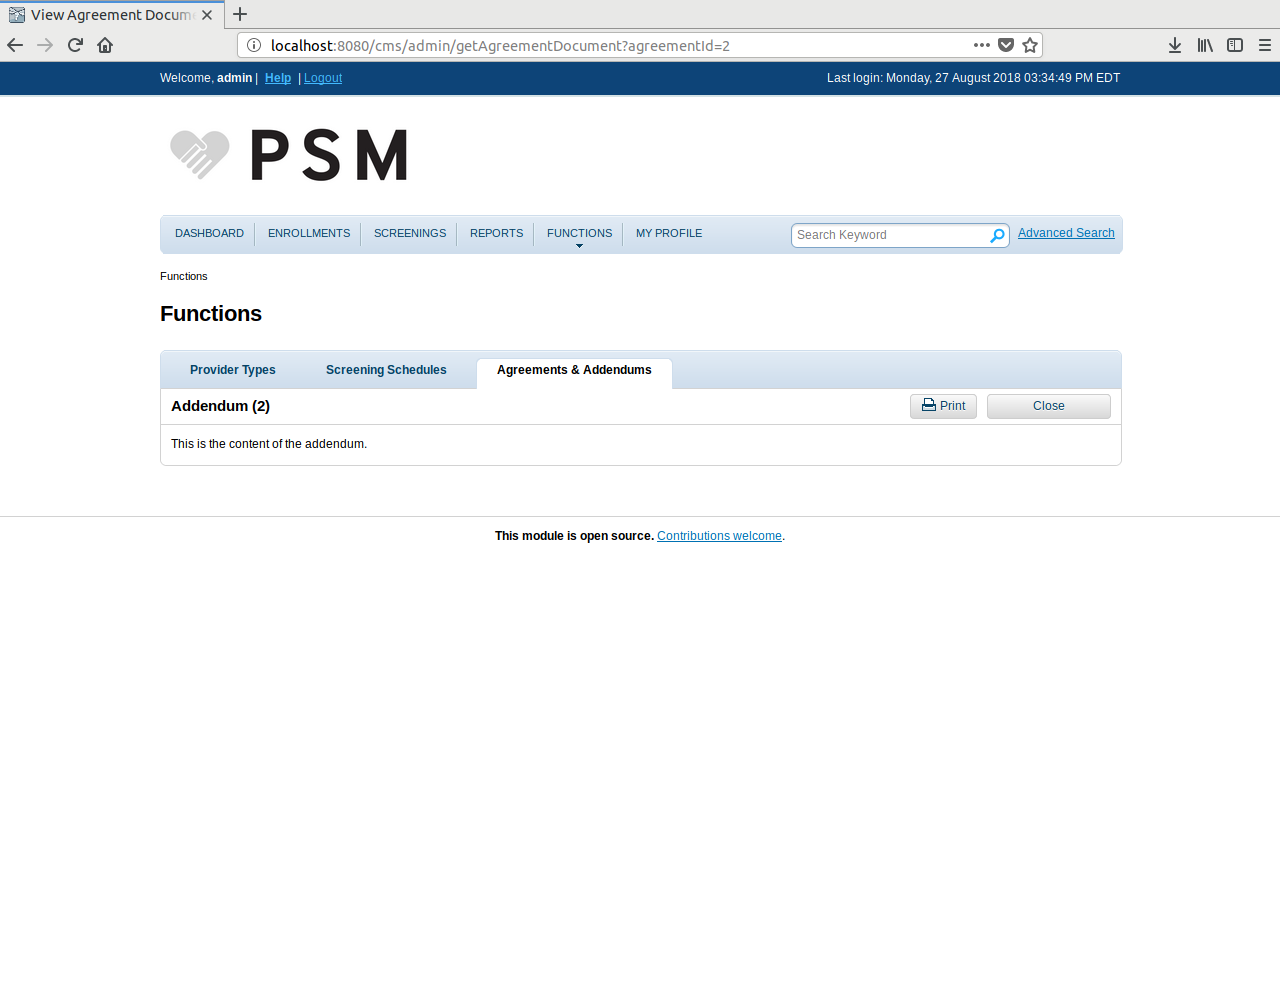 View Agreement Docum
localhost:8080/cms/admin/getAgreementDocument?agreementId=2
Welcome, admin | Help | Logout
Last login: Monday, 27 August 2018 03:34:49 PM EDT
PSM
DASHBOARD ENROLLMENTS SCREENINGS REPORTS FUNCTIONS MY PROFILE Search Keyword Advanced Search
Functions
Functions
Provider Types Screening Schedules Agreements & Addendums
Addendum (2) Print Close
This is the content of the addendum.
This module is open source. Contributions welcome.